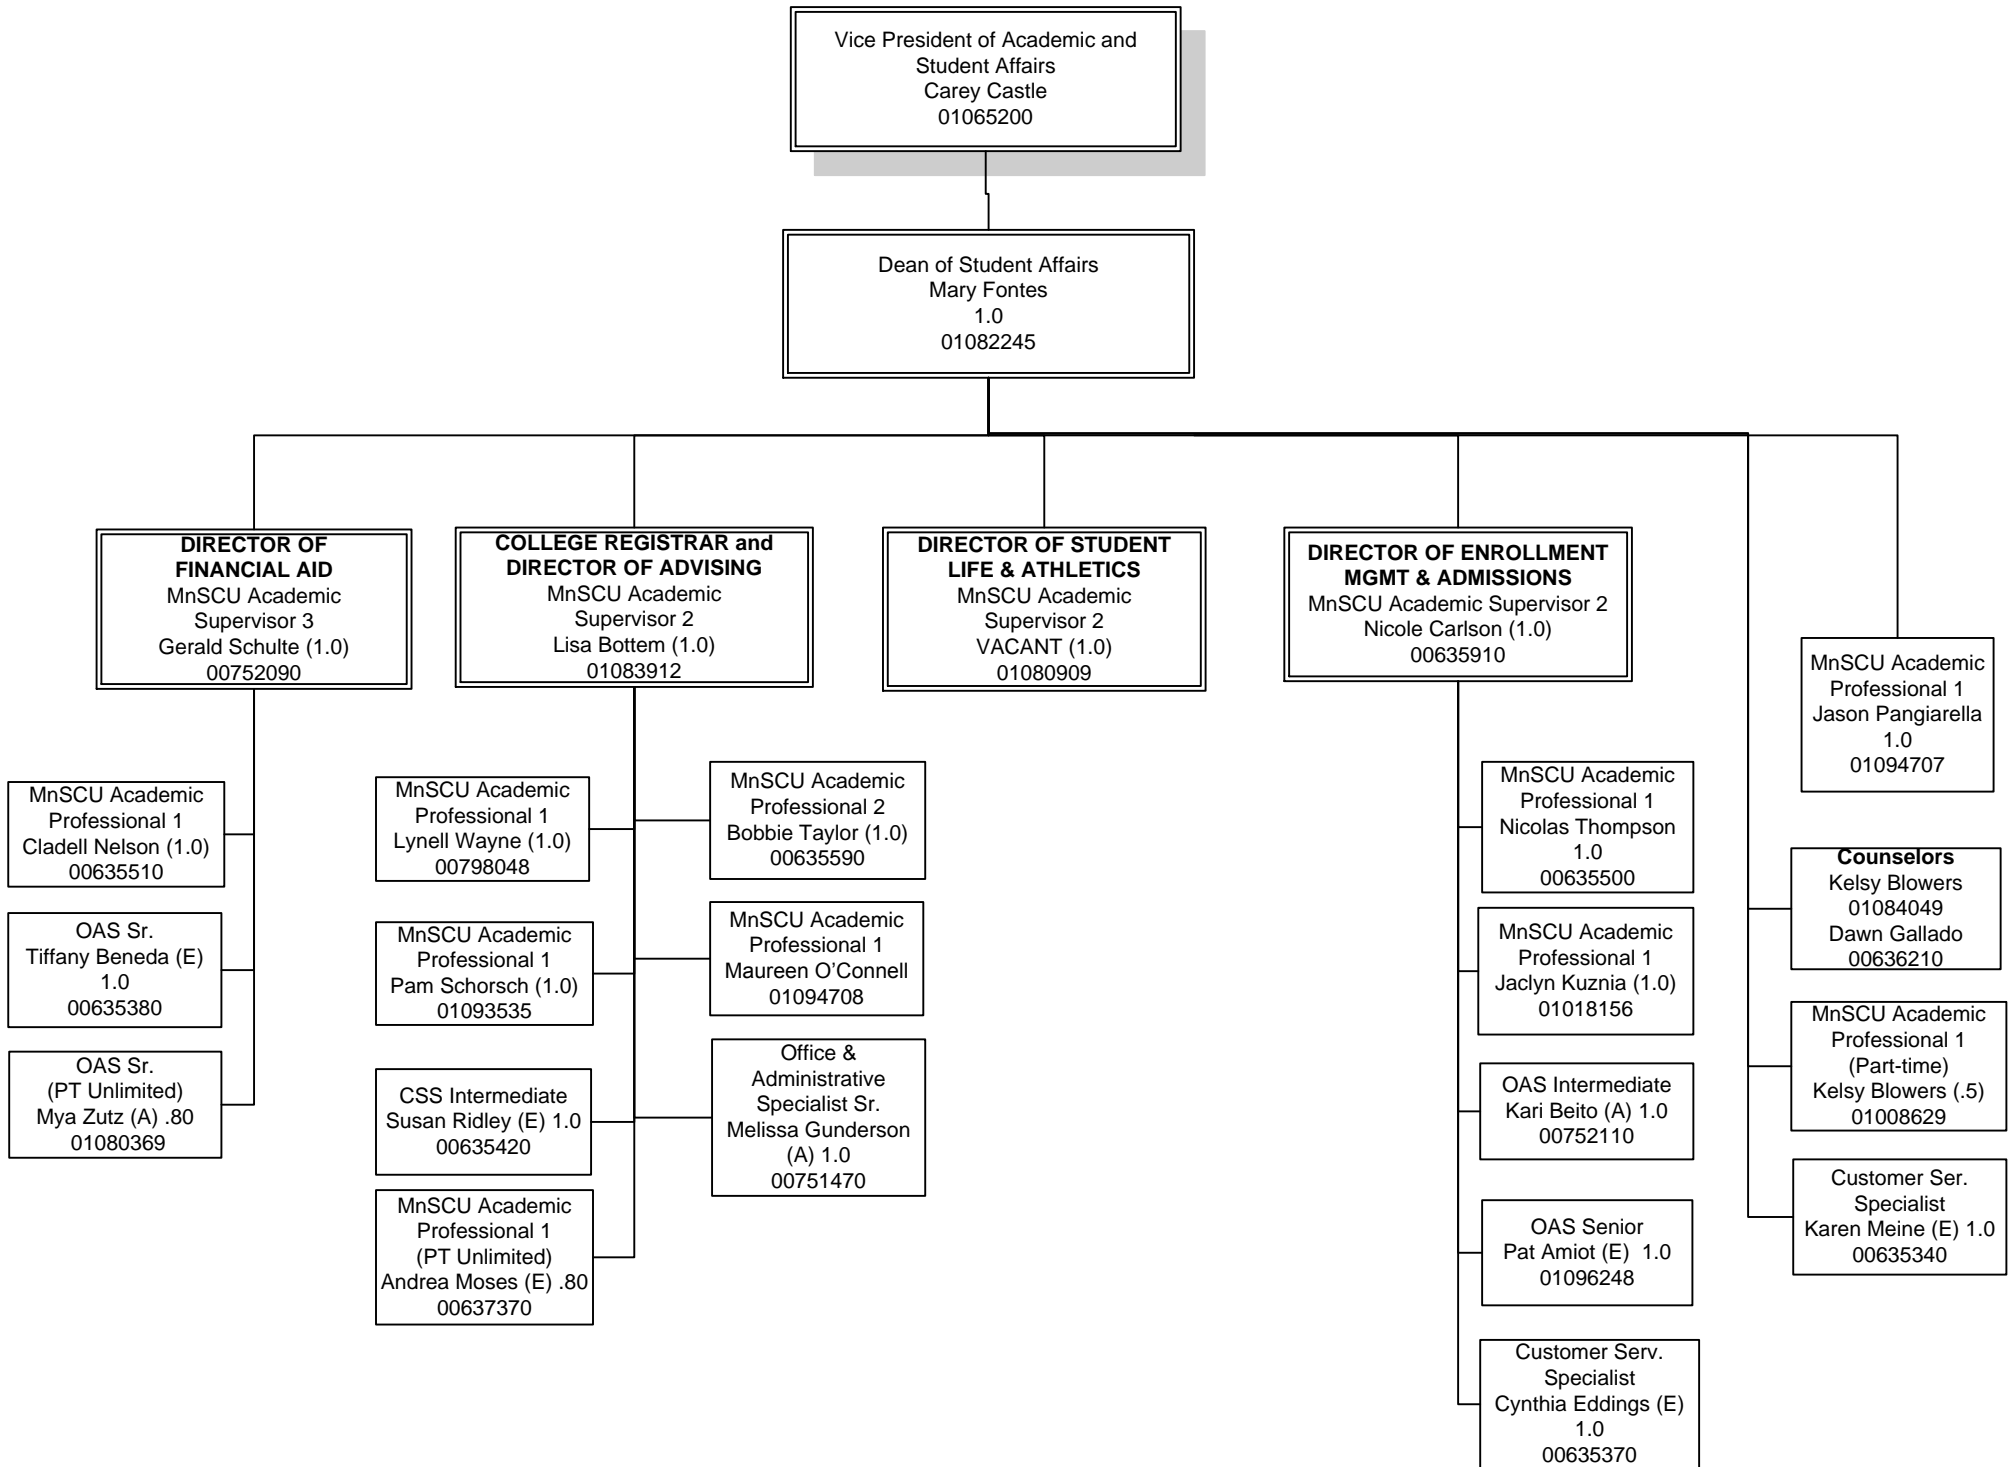 Vice President of Academic and
Student Affairs
Carey Castle
01065200
Dean of Student Affairs
Mary Fontes
1.0
01082245
DIRECTOR OF
FINANCIAL AID
MnSCU Academic
Supervisor 3
Gerald Schulte (1.0)
00752090
COLLEGE REGISTRAR and
DIRECTOR OF ADVISING
MnSCU Academic
Supervisor 2
Lisa Bottem (1.0)
01083912
DIRECTOR OF STUDENT
LIFE & ATHLETICS
MnSCU Academic
Supervisor 2
VACANT (1.0)
01080909
DIRECTOR OF ENROLLMENT
MGMT & ADMISSIONS
MnSCU Academic Supervisor 2
Nicole Carlson (1.0)
00635910
MnSCU Academic
Professional 1
Jason Pangiarella
1.0
01094707
MnSCU Academic
Professional 1
Cladell Nelson (1.0)
00635510
OAS Sr.
Tiffany Beneda (E)
1.0
00635380
OAS Sr.
(PT Unlimited)
Mya Zutz (A) .80
01080369
MnSCU Academic
Professional 1
Lynell Wayne (1.0)
00798048
MnSCU Academic
Professional 1
Pam Schorsch (1.0)
01093535
CSS Intermediate
Susan Ridley (E) 1.0
00635420
MnSCU Academic
Professional 1
(PT Unlimited)
Andrea Moses (E) .80
00637370
MnSCU Academic
Professional 2
Bobbie Taylor (1.0)
00635590
MnSCU Academic
Professional 1
Maureen O’Connell
01094708
Office &
Administrative
Specialist Sr.
Melissa Gunderson
(A) 1.0
00751470
MnSCU Academic
Professional 1
Nicolas Thompson
1.0
00635500
MnSCU Academic
Professional 1
Jaclyn Kuznia (1.0)
01018156
OAS Intermediate
Kari Beito (A) 1.0
00752110
OAS Senior
Pat Amiot (E) 1.0
01096248
Customer Serv.
Specialist
Cynthia Eddings (E)
1.0
00635370
Counselors
Kelsy Blowers
01084049
Dawn Gallado
00636210
MnSCU Academic
Professional 1
(Part-time)
Kelsy Blowers (.5)
01008629
Customer Ser.
Specialist
Karen Meine (E) 1.0
00635340